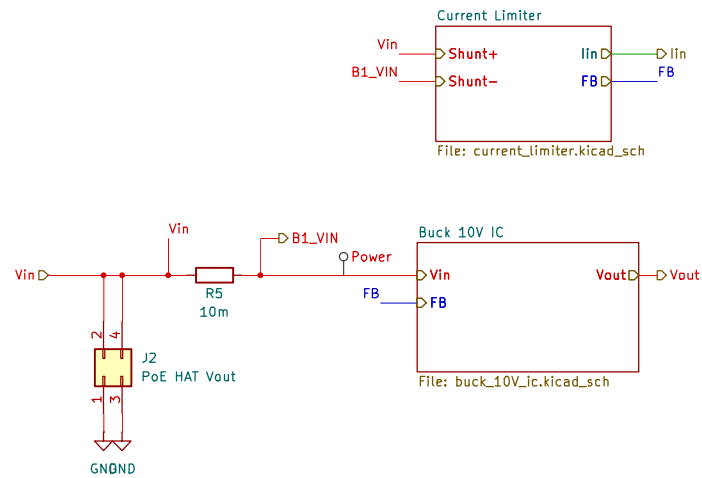 Current Limiter
Vin
Shunt+
Iin
Iin
B1_VIN
Shunt-
FB
FB
File: current_limiter.kicad_sch
Vin
B1_VIN
Buck 10V IC
Power
Vin
R5
10m
Vin
Vout
Vout
FB
FB
2
4
J2
PoE HAT Vout
File: buck_10V_ic.kicad_sch
1
3
GND
GND